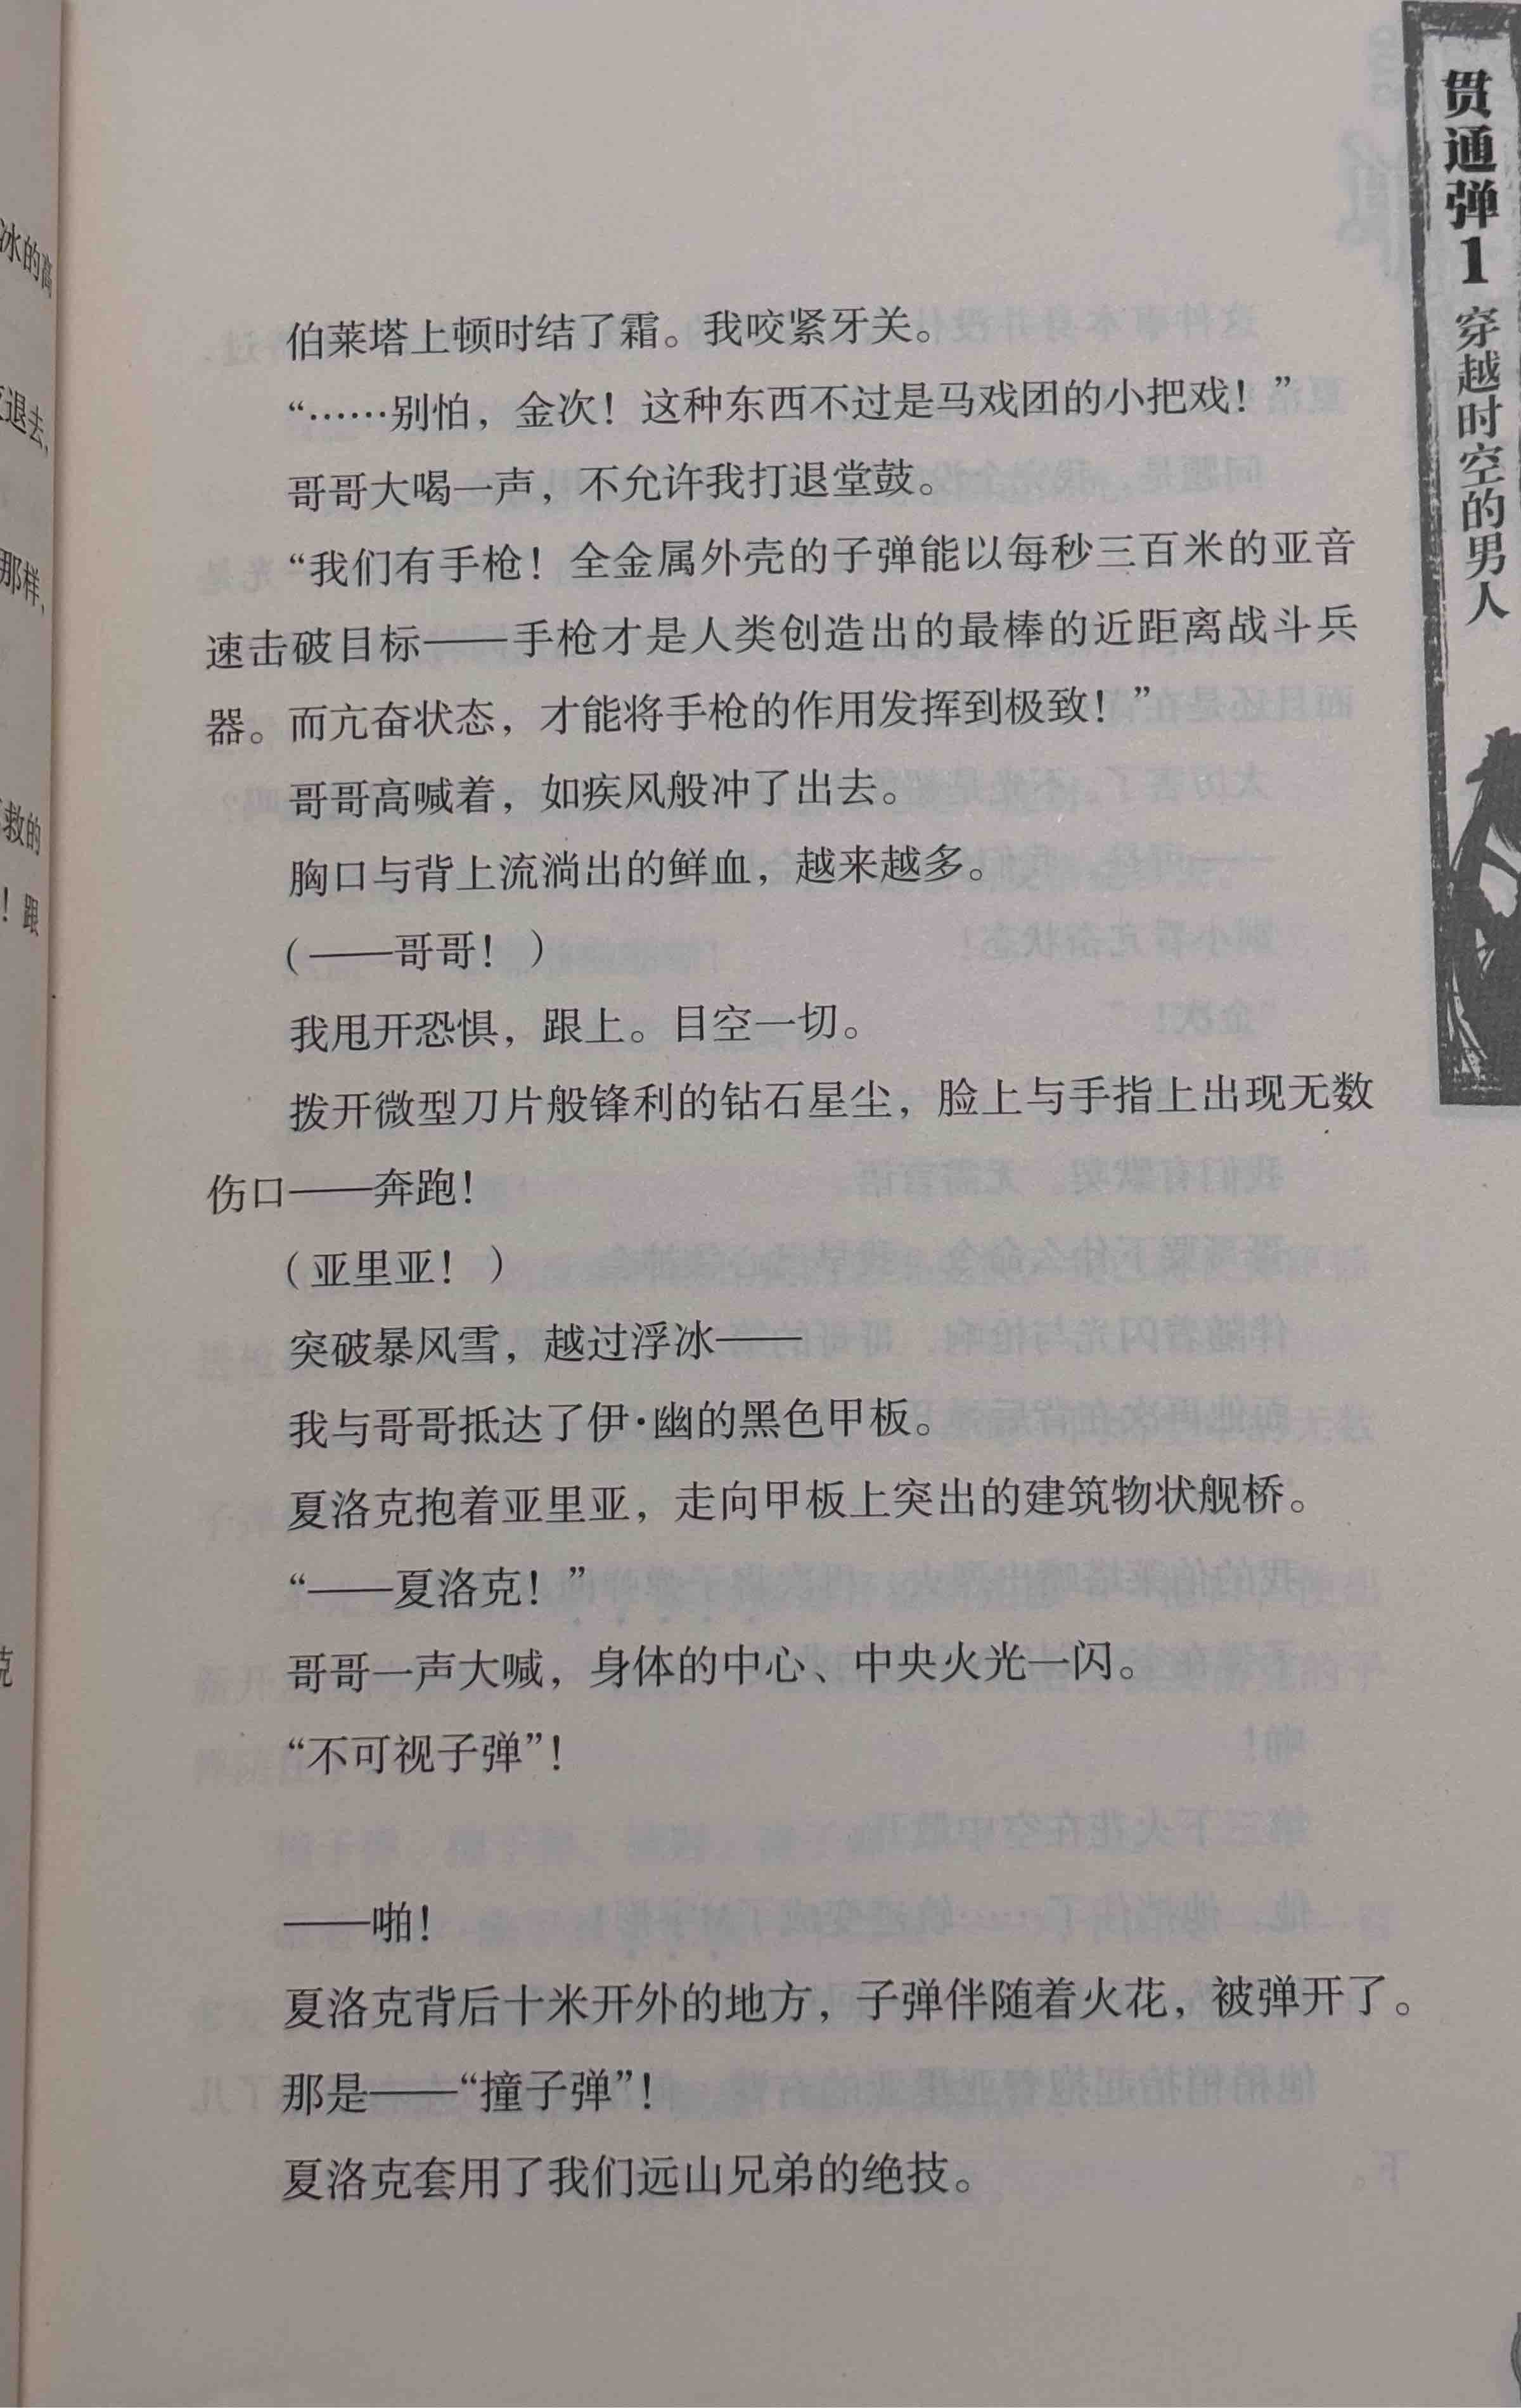 伯莱塔上顿时结了霜。我咬紧牙关。
“……别怕，金次！这种东西不过是马戏团的小把戏！”
哥哥大喝一声，不允许我打退堂鼓。
“我们有手枪！全金属外壳的子弹能以每秒三百米的亚音
速击破目标——手枪才是人类创造出的最棒的近距离战斗兵
器。而亢奋状态，才能将手枪的作用发挥到极致！”
哥哥高喊着，如疾风般冲了出去。
胸口与背上流淌出的鲜血，越来越多。
（——哥哥！）
我甩开恐惧，跟上。目空一切。
拨开微型刀片般锋利的钻石星尘，脸上与手指上出现无数
伤口——奔跑！
（亚里亚！）
突破暴风雪，越过浮冰——
我与哥哥抵达了伊·幽的黑色甲板。
夏洛克抱着亚里亚，走向甲板上突出的建筑物状舰桥。
“——夏洛克！”
哥哥一声大喊，身体的中心、中央火光一闪。
“不可视子弹”！
——啪！
夏洛克背后十米开外的地方，子弹伴随着火花，被弹开了。
那是——“撞子弹”！
夏洛克套用了我们远山兄弟的绝技。
贯通弹1 穿越时空的男人
冰的高
退去，
那样，
救的
！跟